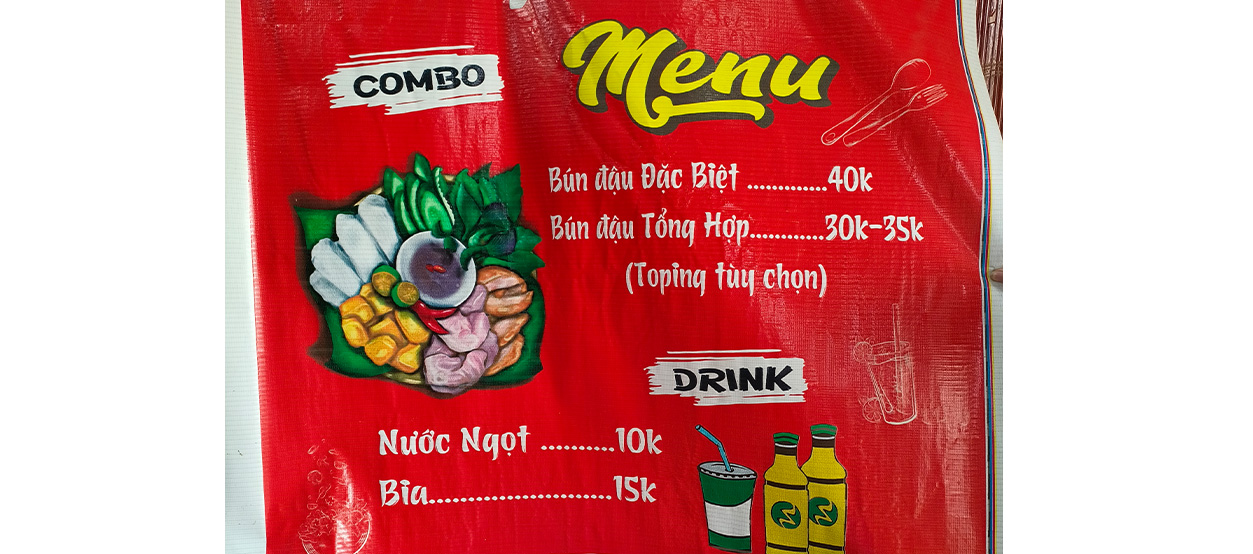 COMBO
Menu
Bún đậu Đặc Biệt .............40k
Bún đậu Tổng Hợp............30k-35k
(Toping tùy chọn)
DRINK
Nước Ngọt ..........10k
Bia.........................15k